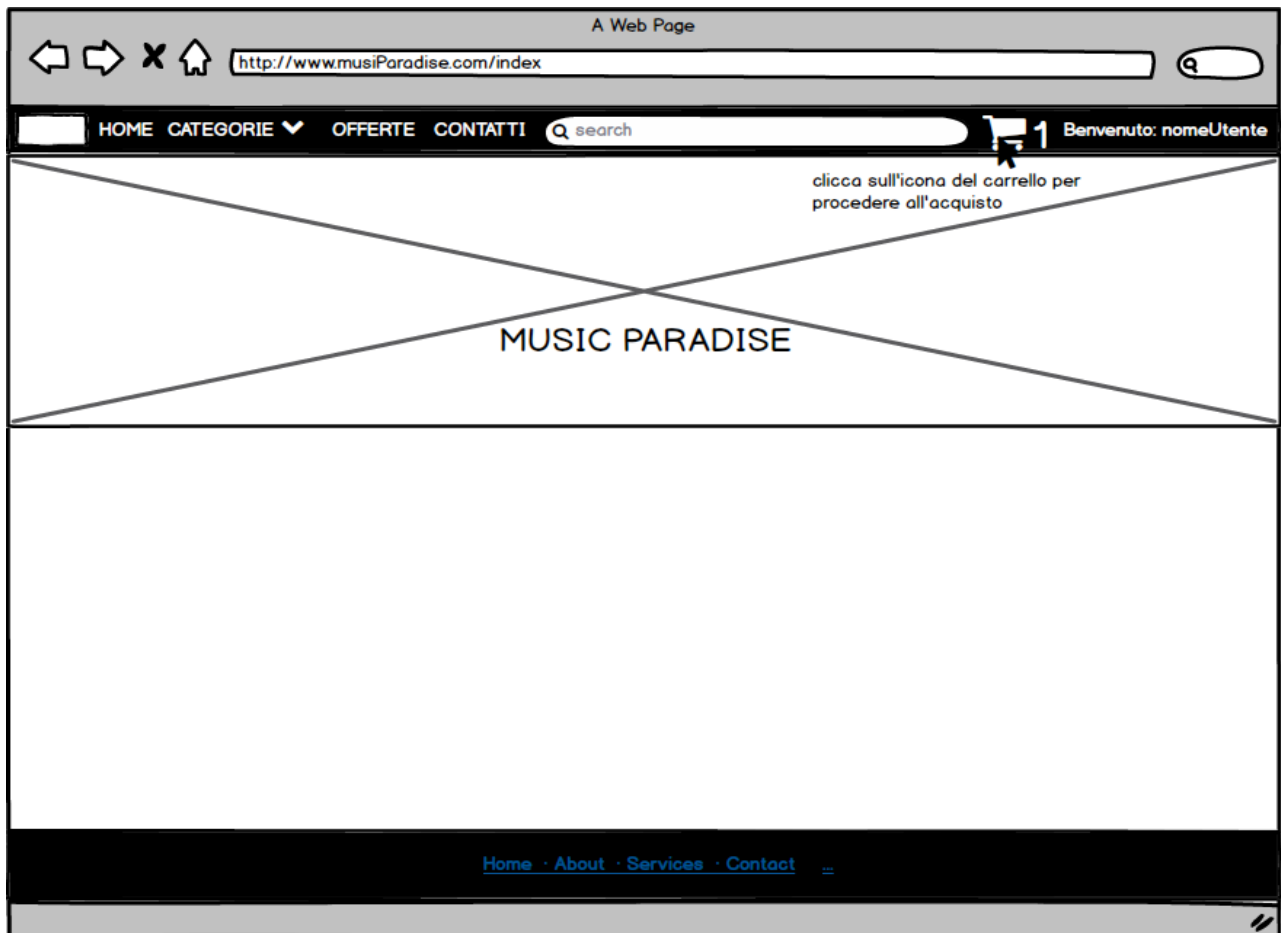 A Web Page
http://www.musiParadise.com/index
HOME CATEGORIE OFFERTE CONTATTI search 1 Benvenuto: nomeUtente
clicca sull'icona del carrello per
procedere all'acquisto
MUSIC PARADISE
Home · About · Services · Contact ...